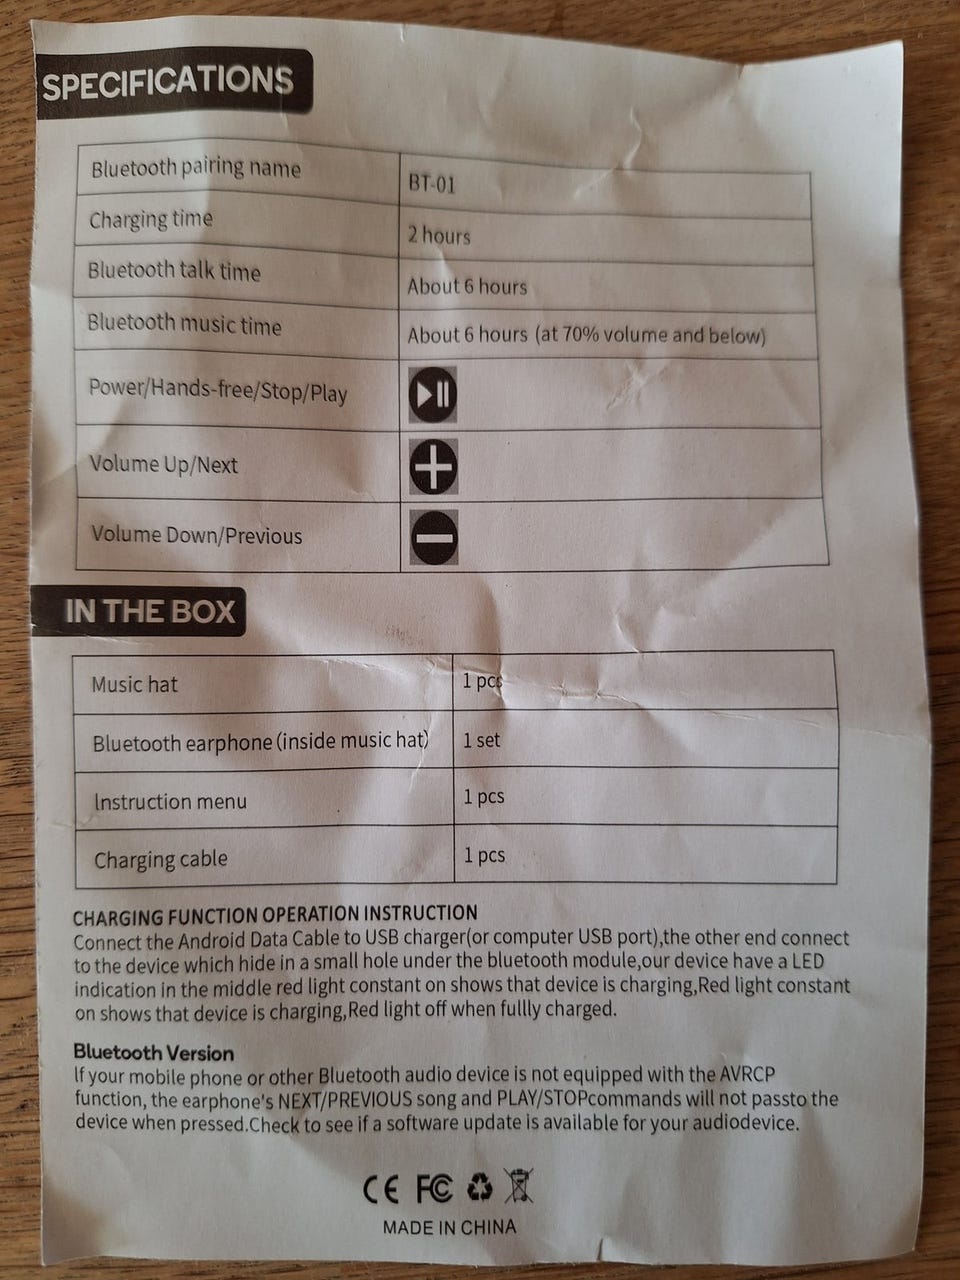 SPECIFICATIONS
Bluetooth pairing name BT-01
Charging time 2 hours
Bluetooth talk time About 6 hours
Bluetooth music time About 6 hours (at 70% volume and below)
Power/Hands-free/Stop/Play
Volume Up/Next
Volume Down/Previous
IN THE BOX
Music hat 1 pcs
Bluetooth earphone (inside music hat) 1 set
Instruction menu 1 pcs
Charging cable 1 pcs
CHARGING FUNCTION OPERATION INSTRUCTION
Connect the Android Data Cable to USB charger(or computer USB port),the other end connect
to the device which hide in a small hole under the bluetooth module,our device have a LED
indication in the middle red light constant on shows that device is charging,Red light constant
on shows that device is charging,Red light off when fullly charged.
Bluetooth Version
lf your mobile phone or other Bluetooth audio device is not equipped with the AVRCP
function, the earphone's NEXT/PREVIOUS song and PLAY/STOPcommands will not passto the
device when pressed.Check to see if a software update is available for your audiodevice.
CE FC
MADE IN CHINA